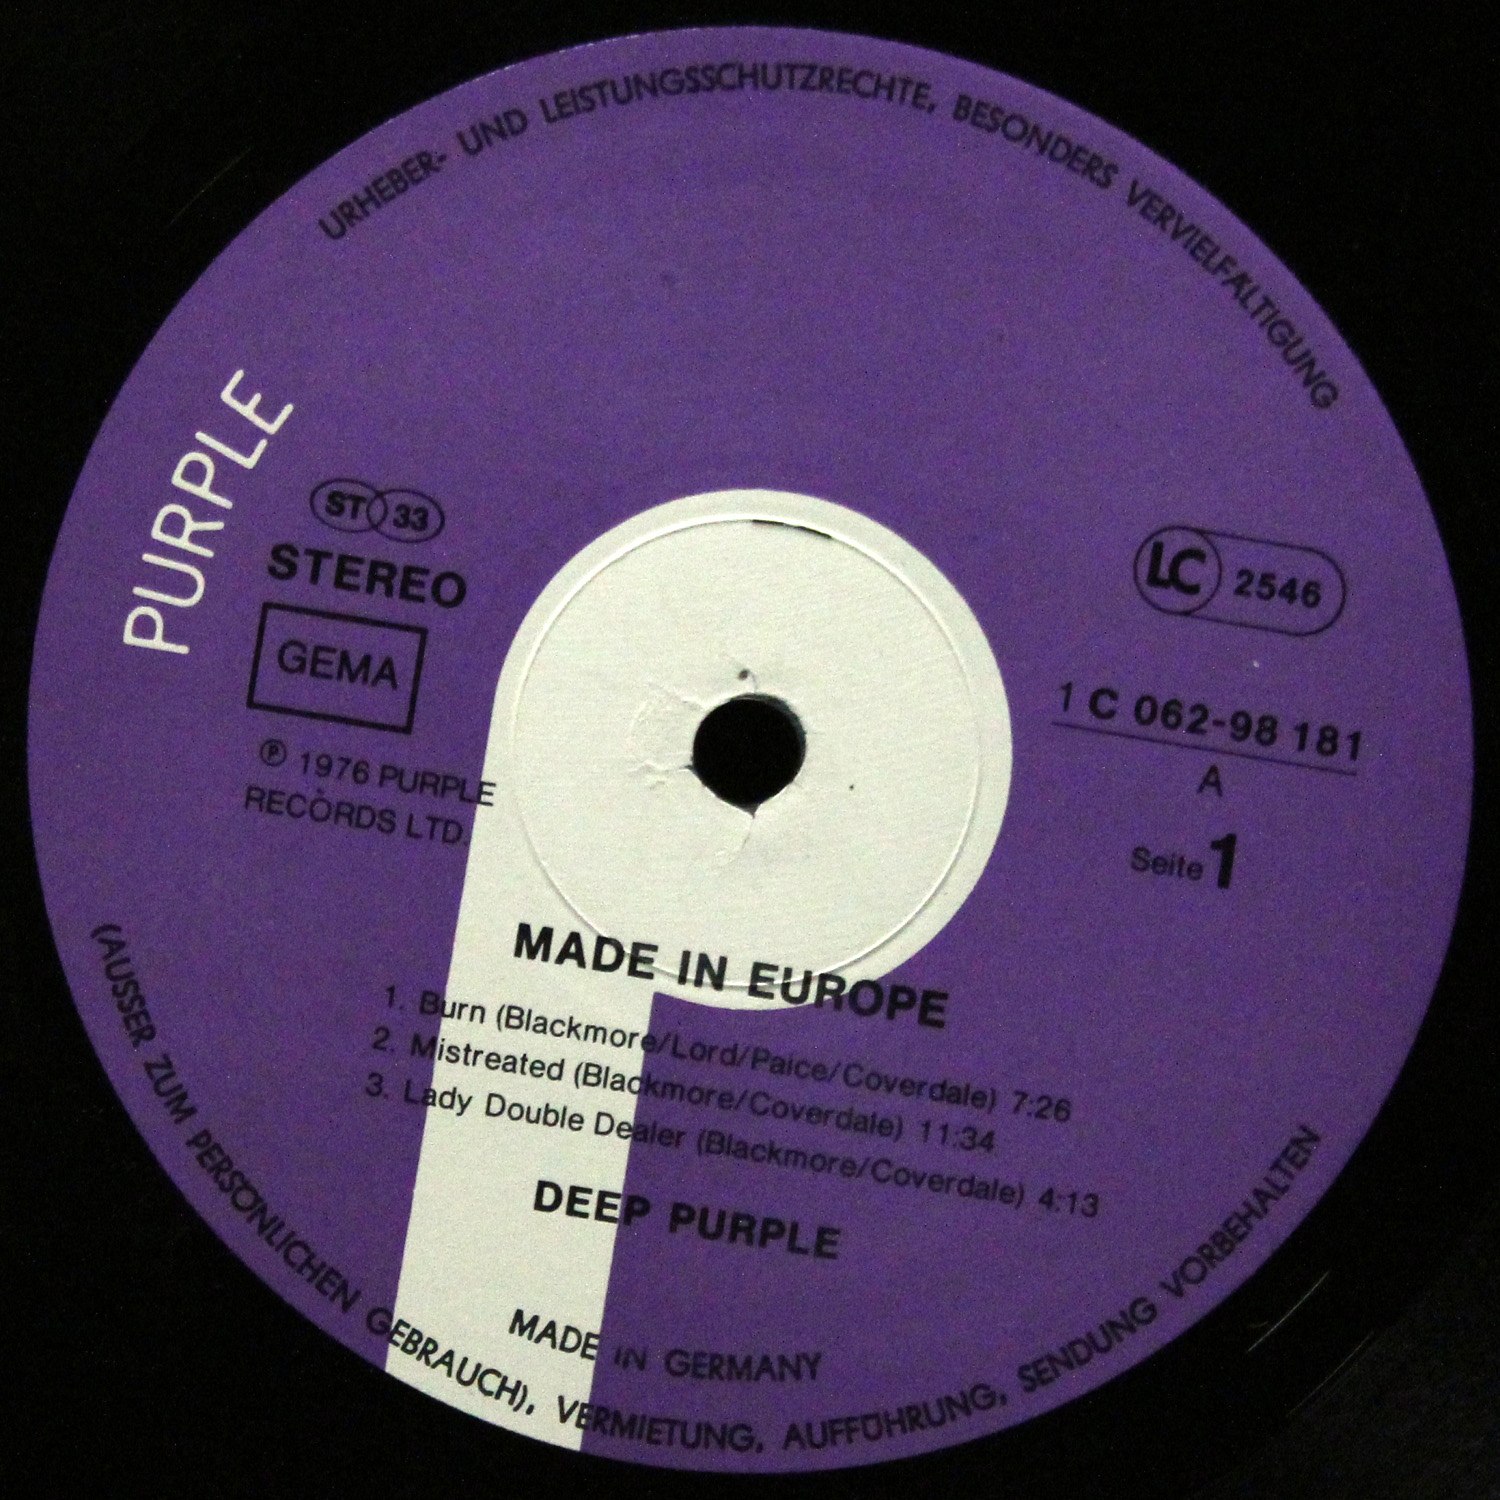 URHEBER- UND LEISTUNGSSCHUTZRECHTE, BESONDERS VERVIELFÄLTIGUNG
PURPLE
ST 33
STEREO
GEMA
℗ 1976 PURPLE
RECORDS LTD.
LC 2546
1 C 062-98 181
A
Seite 1
MADE IN EUROPE
1. Burn (Blackmore/Lord/Paice/Coverdale) 7:26
2. Mistreated (Blackmore/Coverdale) 11:34
3. Lady Double Dealer (Blackmore/Coverdale) 4:13
DEEP PURPLE
MADE IN GERMANY
(AUSSER ZUM PERSÖNLICHEN GEBRAUCH), VERMIETUNG, AUFFÜHRUNG, SENDUNG VORBEHALTEN